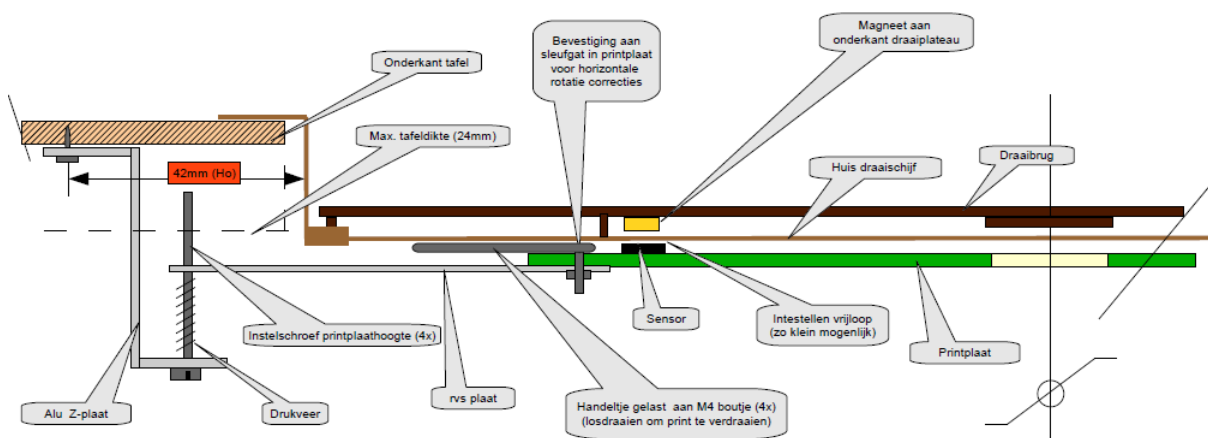 Onderkant tafel
Bevestiging aan
sleufgat in printplaat
voor horizontale
rotatie correcties
Magneet aan
onderkant draaiplateau
Max. tafeldikte (24mm)
42mm (Ho)
Huis draaischijf
Draaibrug
Instelschroef printplaathoogte (4x)
Sensor
Intestellen vrijloop
(zo klein mogenlijk)
Printplaat
Alu Z-plaat
Drukveer
rvs plaat
Handeltje gelast aan M4 boutje (4x)
(losdraaien om print te verdraaien)